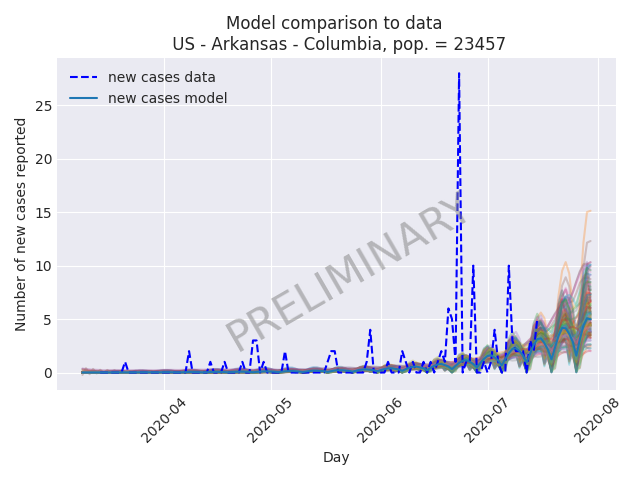 Model comparison to data
US - Arkansas - Columbia, pop. = 23457
new cases data
new cases model
PRELIMINARY
Number of new cases reported
25
20
15
10
5
0
2020-04
2020-05
2020-06
2020-07
2020-08
Day